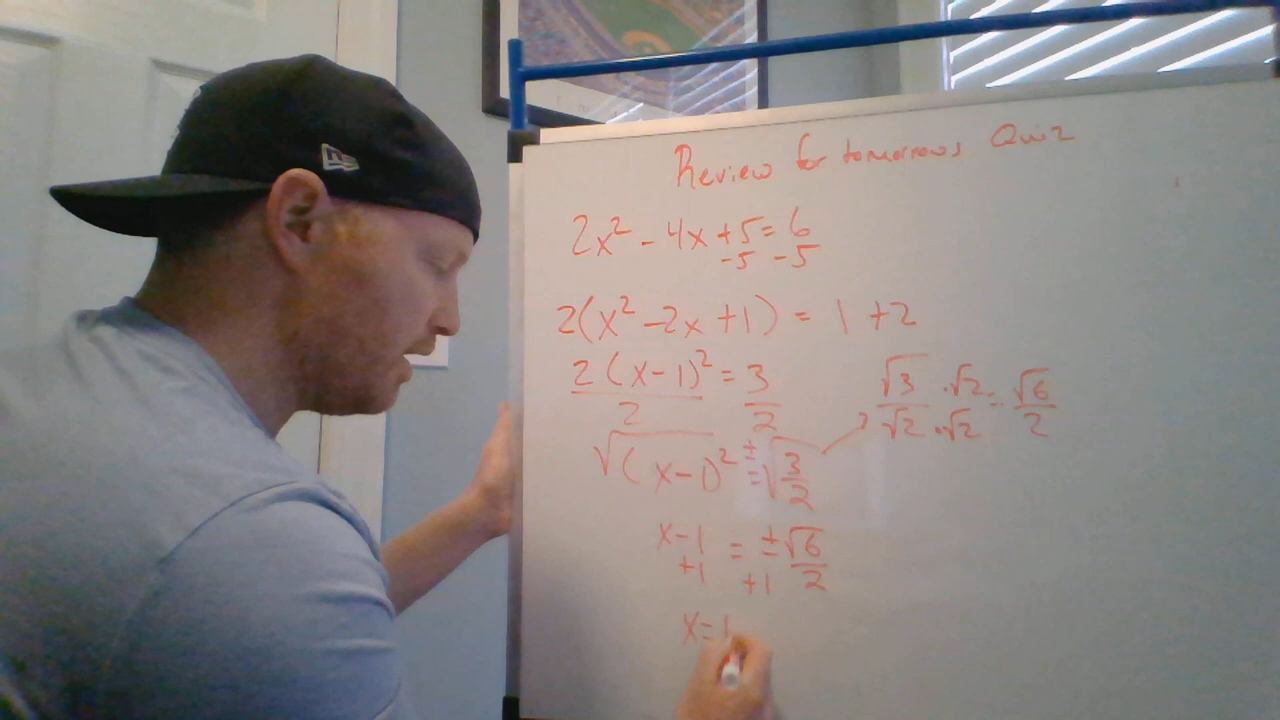 Review for tomorrows Quiz
2x² - 4x + 5 = 6
-5 -5
2(x² - 2x + 1) = 1 + 2
2(x - 1)² = 3
2 2
√3/√2 · √2/√2 = √6/2
√(x-1)² = ±√3/2
x - 1 = ±√6/2
+1 +1
x = 1